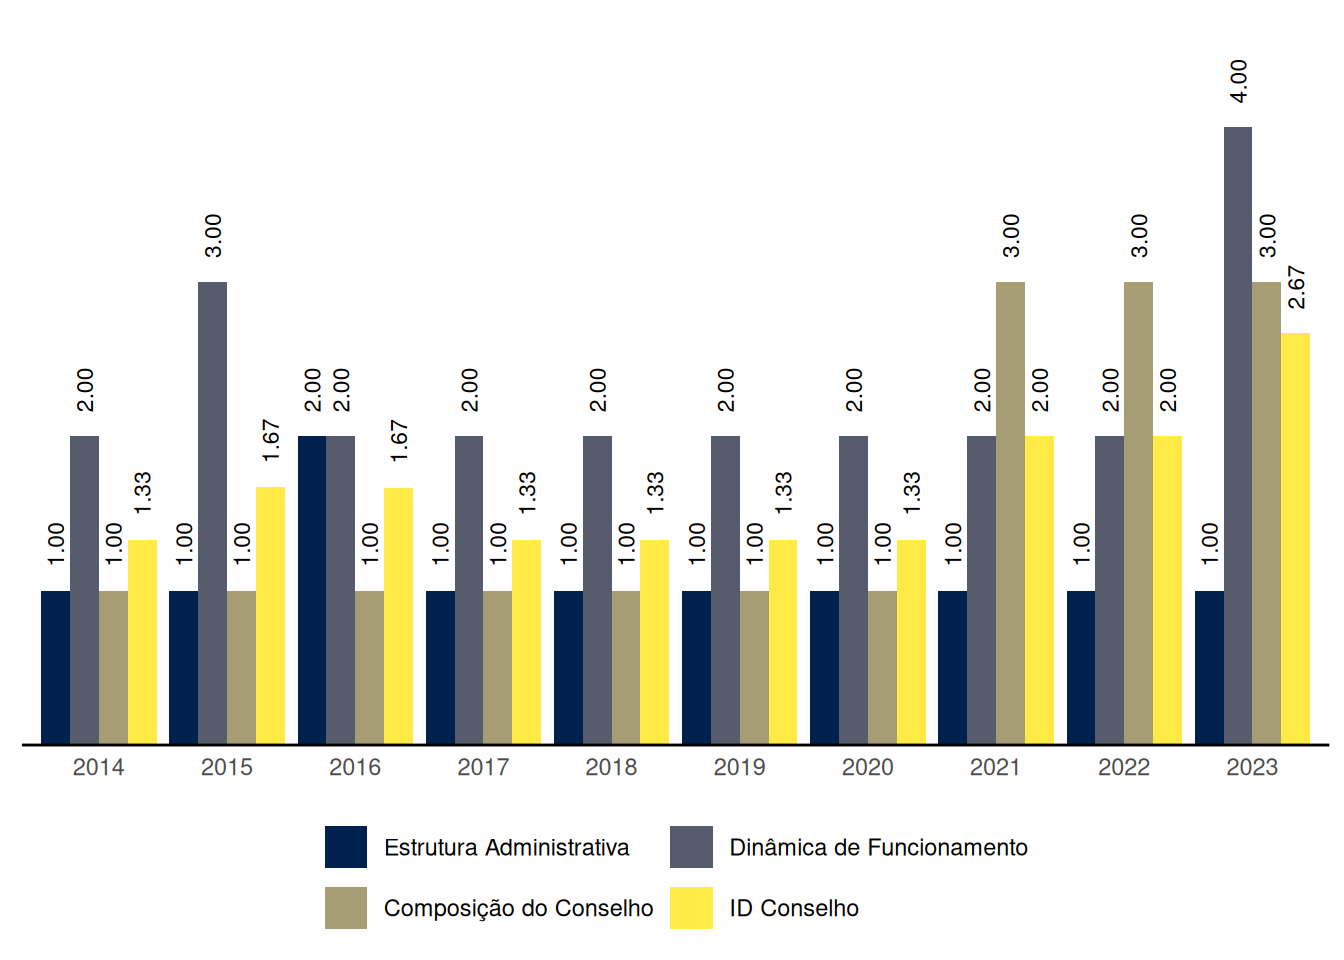 4.00
3.00 3.00 3.00 3.00
2.67
2.00 2.00 2.00 2.00 2.00 2.00 2.00 2.00 2.00 2.00 2.00
1.67 1.67
1.33 1.33 1.33 1.33 1.33
1.00 1.00 1.00 1.00 1.00 1.00 1.00 1.00 1.00 1.00 1.00 1.00 1.00 1.00 1.00 1.00
2014 2015 2016 2017 2018 2019 2020 2021 2022 2023
Estrutura Administrativa Dinâmica de Funcionamento
Composição do Conselho ID Conselho